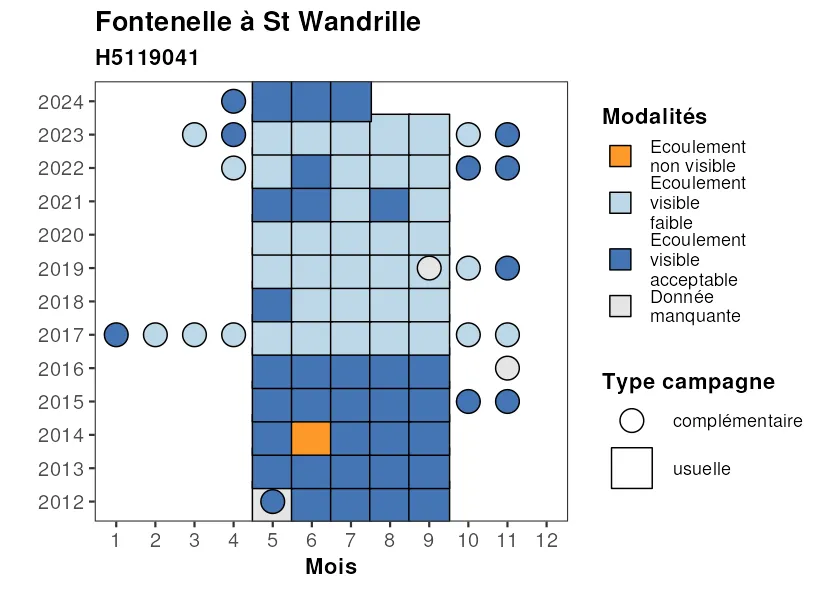 Fontenelle à St Wandrille
H5119041
2024
2023
2022
2021
2020
2019
2018
2017
2016
2015
2014
2013
2012
1 2 3 4 5 6 7 8 9 10 11 12
Mois
Modalités
Ecoulement
non visible
Ecoulement
visible
faible
Ecoulement
visible
acceptable
Donnée
manquante
Type campagne
complémentaire
usuelle